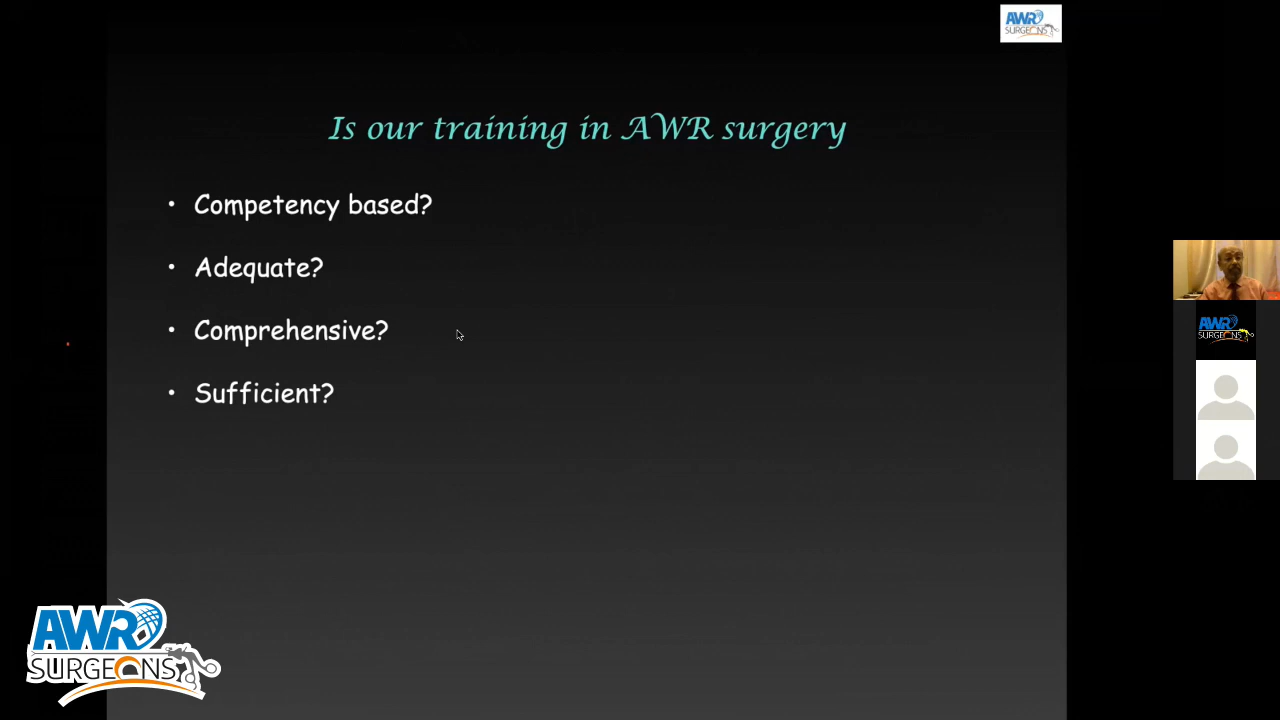 AWR
SURGEONS
Is our training in AWR surgery
• Competency based?
• Adequate?
• Comprehensive?
• Sufficient?
AWR
SURGEONS
AWR
SURGEONS